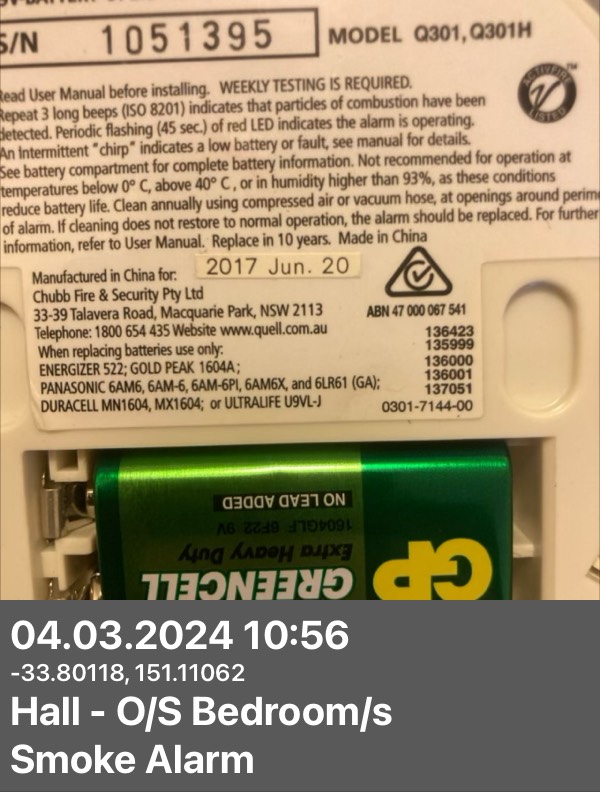 S/N 1051395 MODEL Q301, Q301H
Read User Manual before installing. WEEKLY TESTING IS REQUIRED.
Repeat 3 long beeps (ISO 8201) indicates that particles of combustion have been
detected. Periodic flashing (45 sec.) of red LED indicates the alarm is operating.
An Intermittent "chirp" indicates a low battery or fault, see manual for details.
See battery compartment for complete battery information. Not recommended for operation at
temperatures below 0° C, above 40° C, or in humidity higher than 93%, as these conditions
reduce battery life. Clean annually using compressed air or vacuum hose, at openings around perime
of alarm. If cleaning does not restore to normal operation, the alarm should be replaced. For further
information, refer to User Manual. Replace in 10 years. Made in China
ACTIVFIRE
LISTED
TM
2017 Jun. 20
Manufactured in China for:
Chubb Fire & Security Pty Ltd
33-39 Talavera Road, Macquarie Park, NSW 2113
Telephone: 1800 654 435 Website www.quell.com.au
When replacing batteries use only:
ENERGIZER 522; GOLD PEAK 1604A;
PANASONIC 6AM6, 6AM-6, 6AM-6PI, 6AM6X, and 6LR61 (GA);
DURACELL MN1604, MX1604; or ULTRALIFE U9VL-J
ABN 47 000 067 541
136423
135999
136000
136001
137051
0301-7144-00
NO LEAD ADDED
1604GLF 6F22 9V
Extra Heavy Duty
GREENCELL
GP
04.03.2024 10:56
-33.80118, 151.11062
Hall - O/S Bedroom/s
Smoke Alarm